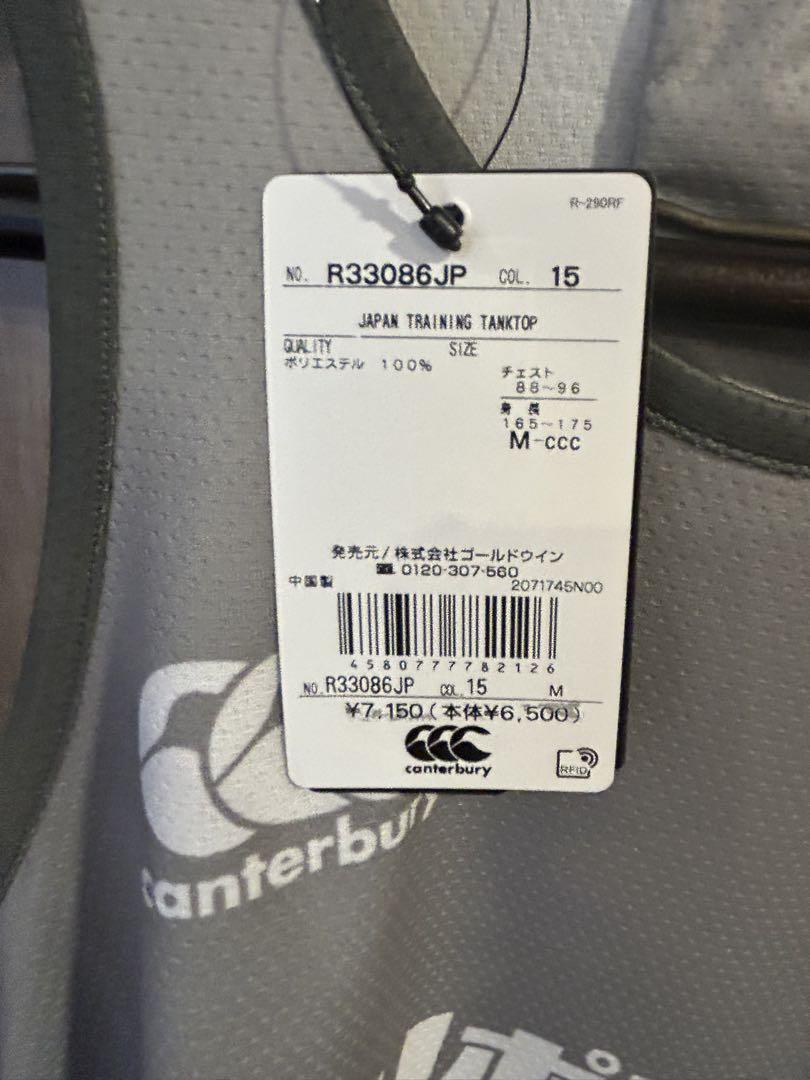 R-290RF
NO. R33086JP COL. 15
JAPAN TRAINING TANKTOP
QUALITY SIZE
ポリエステル 100%
チェスト
88~96
身 長
165~175
M-ccc
発売元/株式会社ゴールドウイン
☎ 0120-307-560
中国製 2071745N00
4580777782126
NO. R33086JP COL. 15 M
¥7,150(本体¥6,500)
canterbury
RFID
canterbury
ポ